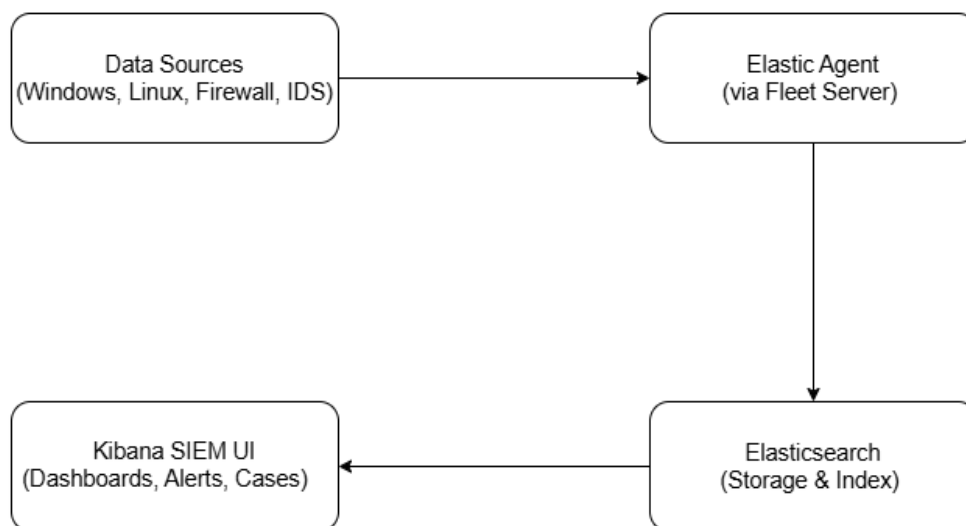 Data Sources
(Windows, Linux, Firewall, IDS)
Elastic Agent
(via Fleet Server)
Kibana SIEM UI
(Dashboards, Alerts, Cases)
Elasticsearch
(Storage & Index)